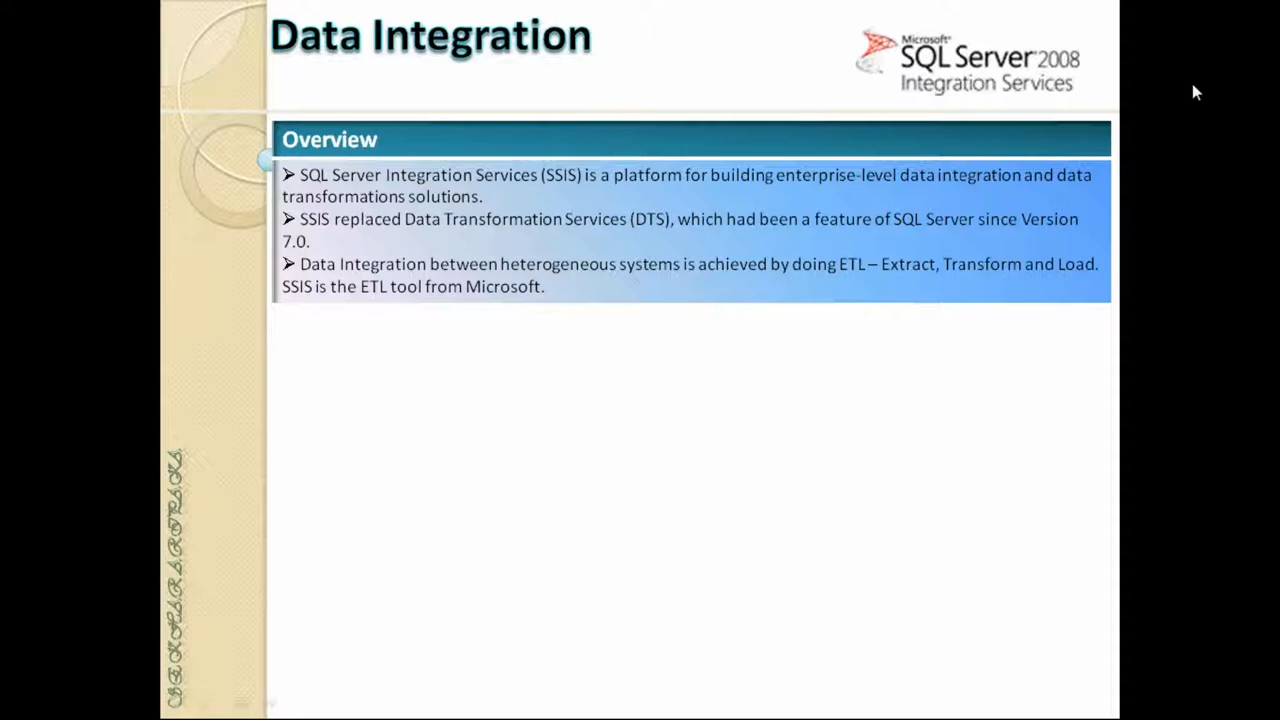 Data Integration
Microsoft
SQL Server 2008
Integration Services
Overview
➢ SQL Server Integration Services (SSIS) is a platform for building enterprise-level data integration and data
transformations solutions.
➢ SSIS replaced Data Transformation Services (DTS), which had been a feature of SQL Server since Version
7.0.
➢ Data Integration between heterogeneous systems is achieved by doing ETL – Extract, Transform and Load.
SSIS is the ETL tool from Microsoft.